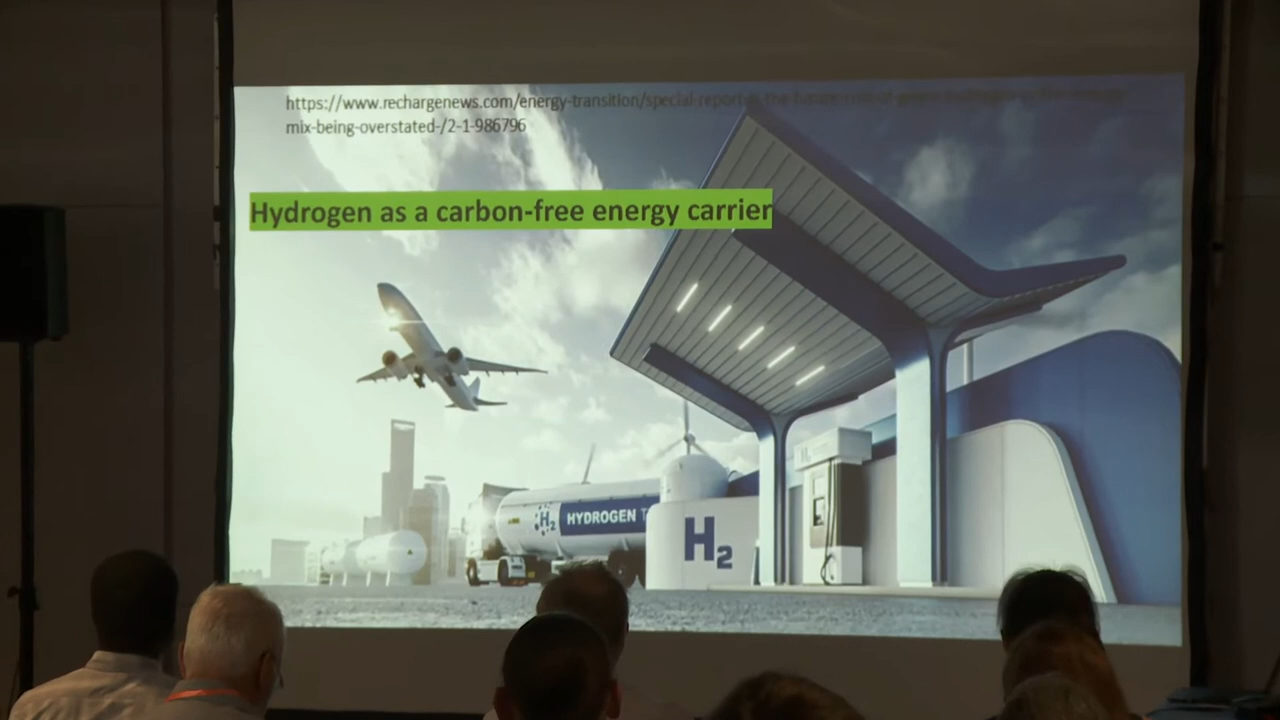 https://www.rechargenews.com/energy-transition/special-report
mix-being-overstated-/2-1-986796
Hydrogen as a carbon-free energy carrier
H2
HYDROGEN
H2